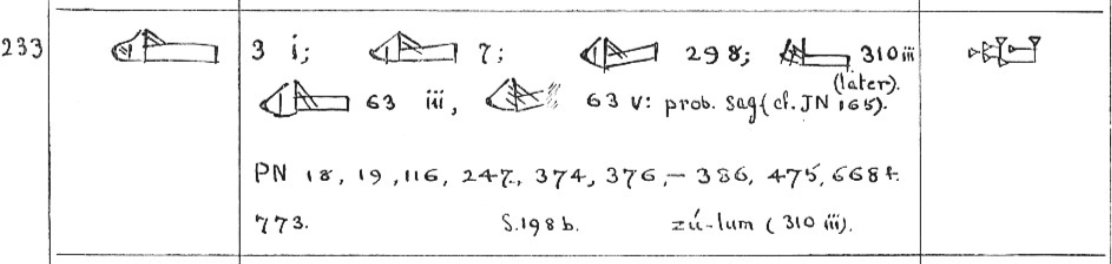 233 3 i; 7; 298; 310 iii
(later).
63 iii, 63 v: prob. sag (cf. JN 165).
PN 18, 19, 116, 247, 374, 376,– 386, 475, 668 f.
773. S.198 b. zú-lum (310 iii).